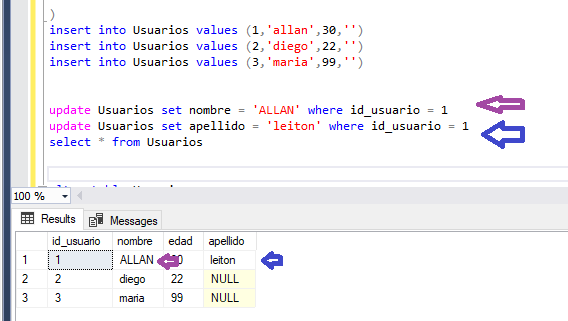 )
insert into Usuarios values (1,'allan',30,'')
insert into Usuarios values (2,'diego',22,'')
insert into Usuarios values (3,'maria',99,'')
update Usuarios set nombre = 'ALLAN' where id_usuario = 1
update Usuarios set apellido = 'leiton' where id_usuario = 1
select * from Usuarios
100 %
Results Messages
id_usuario nombre edad apellido
1 1 ALLAN leiton
2 2 diego 22 NULL
3 3 maria 99 NULL